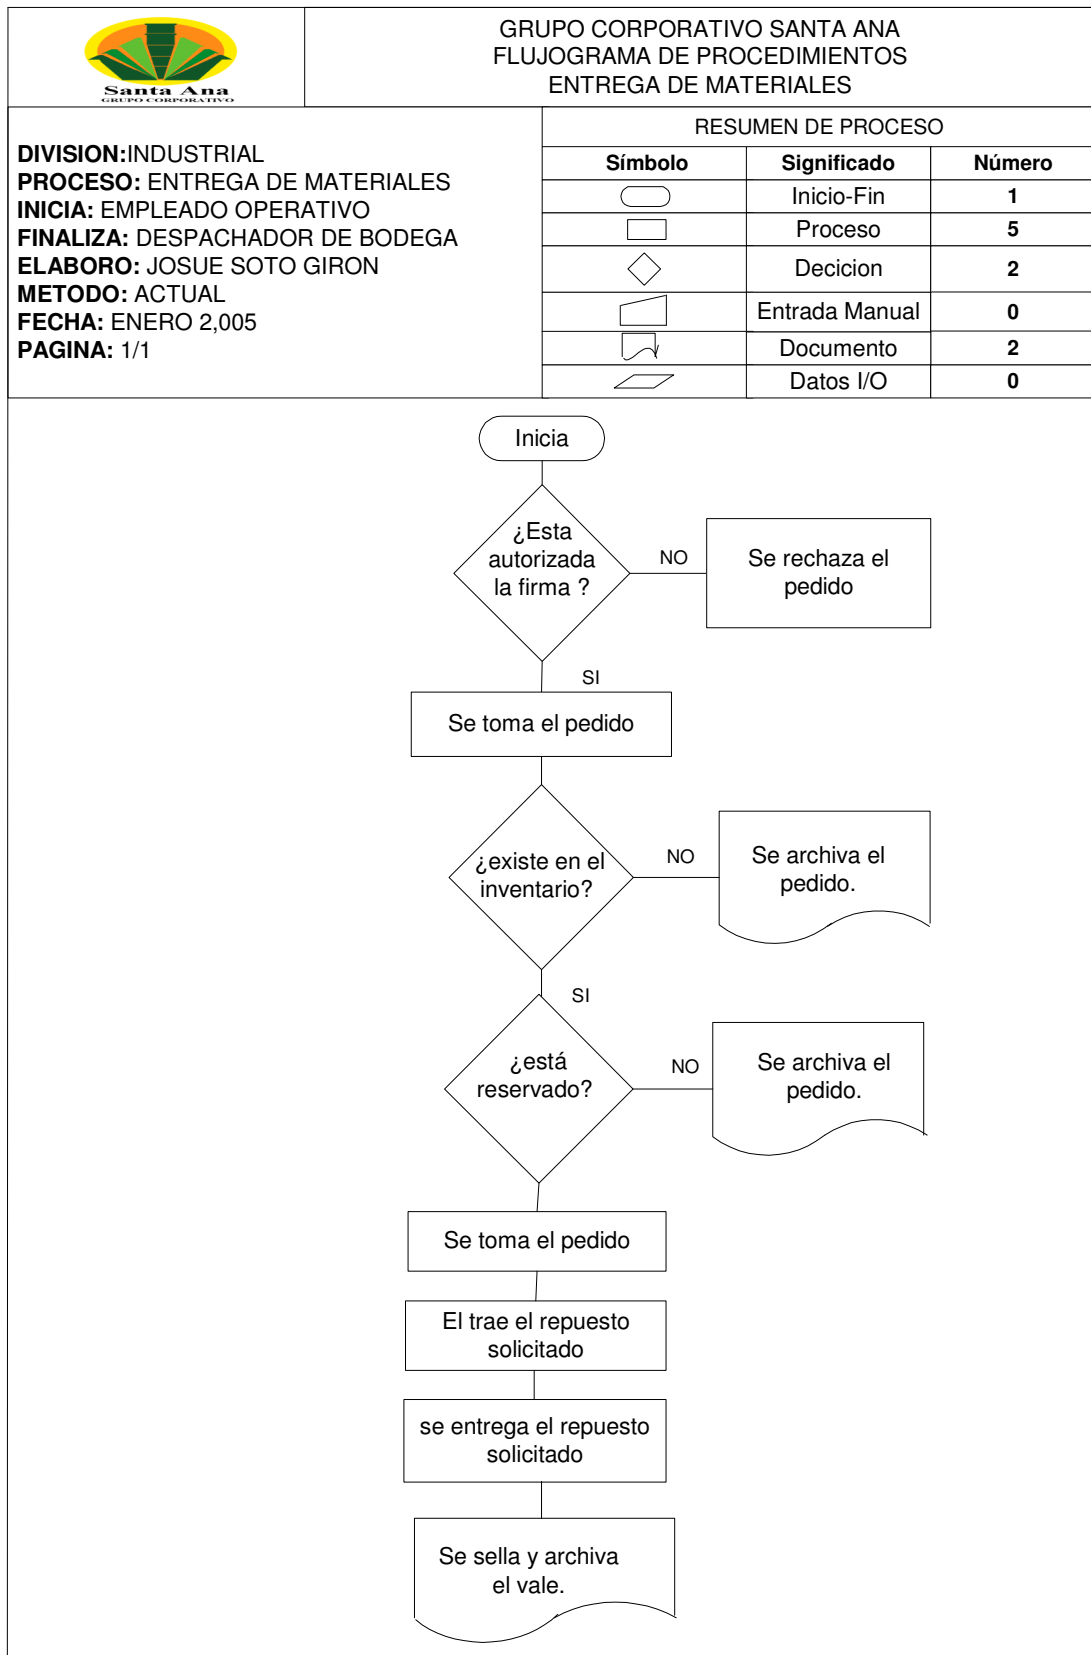 Santa Ana
GRUPO CORPORATIVO
GRUPO CORPORATIVO SANTA ANA
FLUJOGRAMA DE PROCEDIMIENTOS
ENTREGA DE MATERIALES
DIVISION:INDUSTRIAL
PROCESO: ENTREGA DE MATERIALES
INICIA: EMPLEADO OPERATIVO
FINALIZA: DESPACHADOR DE BODEGA
ELABORO: JOSUE SOTO GIRON
METODO: ACTUAL
FECHA: ENERO 2,005
PAGINA: 1/1
RESUMEN DE PROCESO
Símbolo Significado Número
Inicio-Fin 1
Proceso 5
Decicion 2
Entrada Manual 0
Documento 2
Datos I/O 0
Inicia
¿Esta
autorizada
la firma ?
NO
Se rechaza el
pedido
SI
Se toma el pedido
¿existe en el
inventario?
NO
Se archiva el
pedido.
SI
¿está
reservado?
NO
Se archiva el
pedido.
Se toma el pedido
El trae el repuesto
solicitado
se entrega el repuesto
solicitado
Se sella y archiva
el vale.